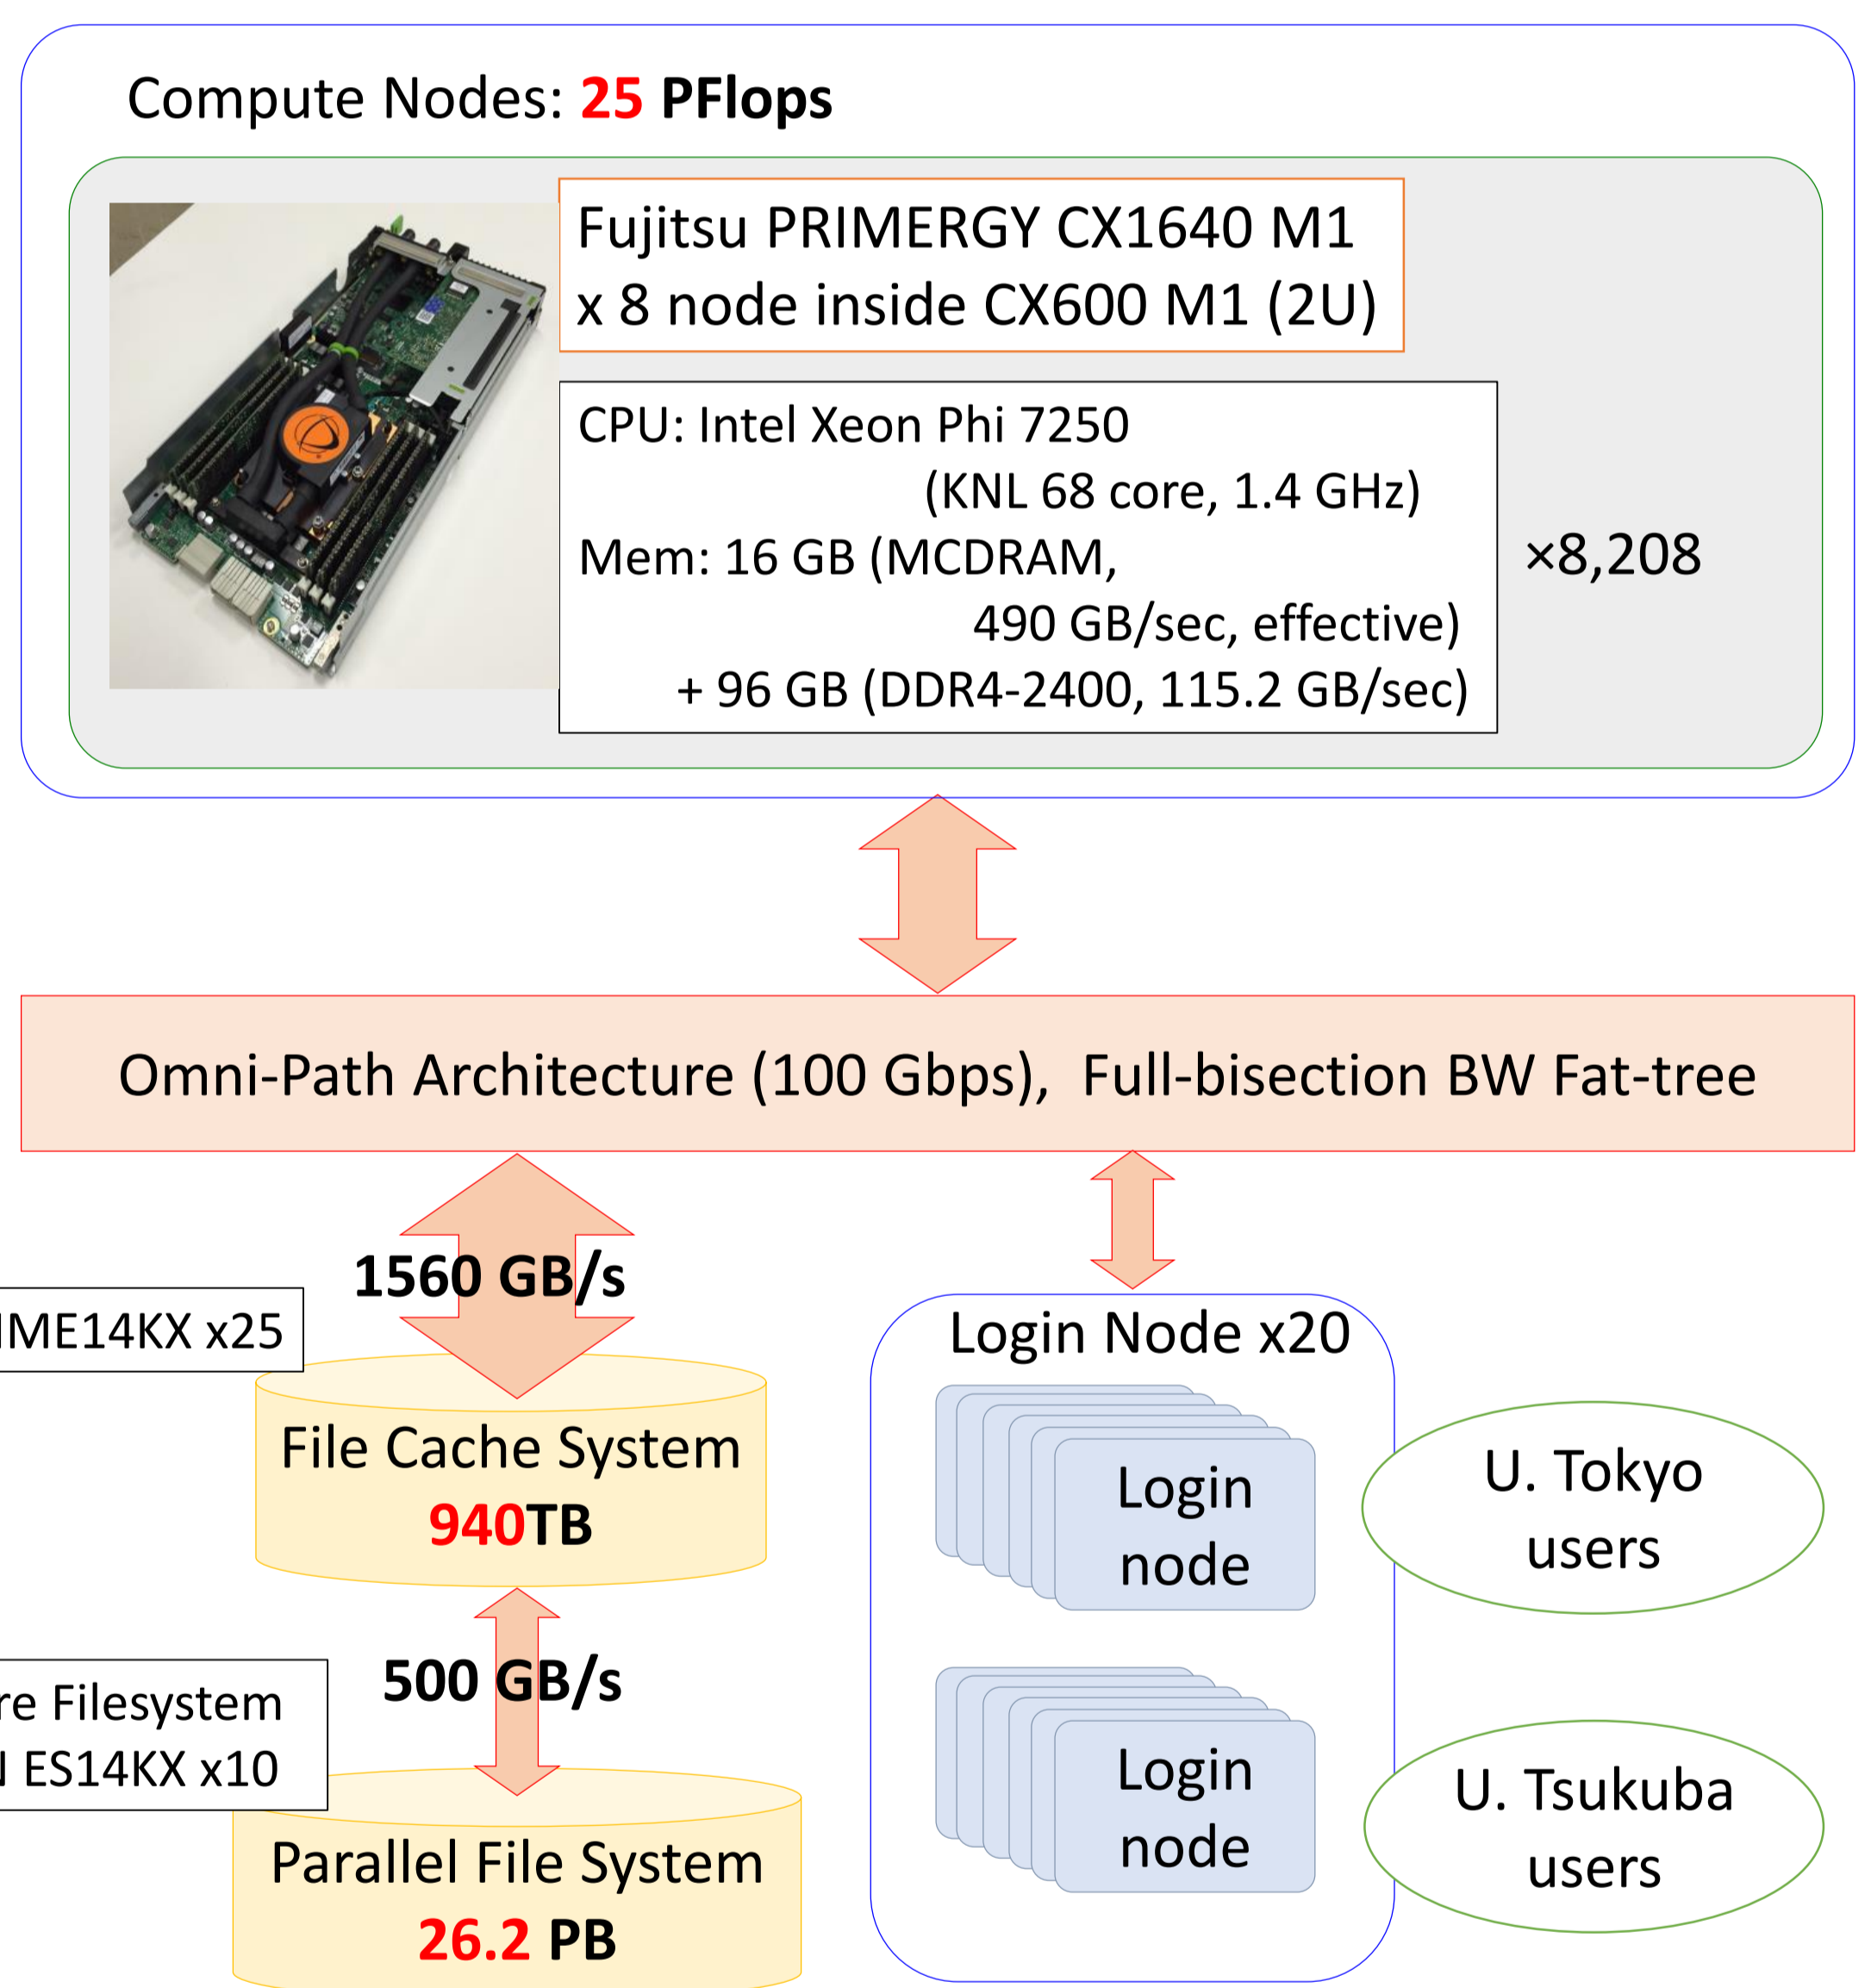 Compute Nodes: 25 PFlops
Fujitsu PRIMERGY CX1640 M1
x 8 node inside CX600 M1 (2U)
CPU: Intel Xeon Phi 7250
(KNL 68 core, 1.4 GHz)
Mem: 16 GB (MCDRAM,
490 GB/sec, effective)
+ 96 GB (DDR4-2400, 115.2 GB/sec)
×8,208
Omni-Path Architecture (100 Gbps), Full-bisection BW Fat-tree
1560 GB/s
x25
File Cache System
940TB
500 GB/s
Filesystem
ES14KX x10
Parallel File System
26.2 PB
Login Node x20
Login
node
U. Tokyo
users
Login
node
U. Tsukuba
users